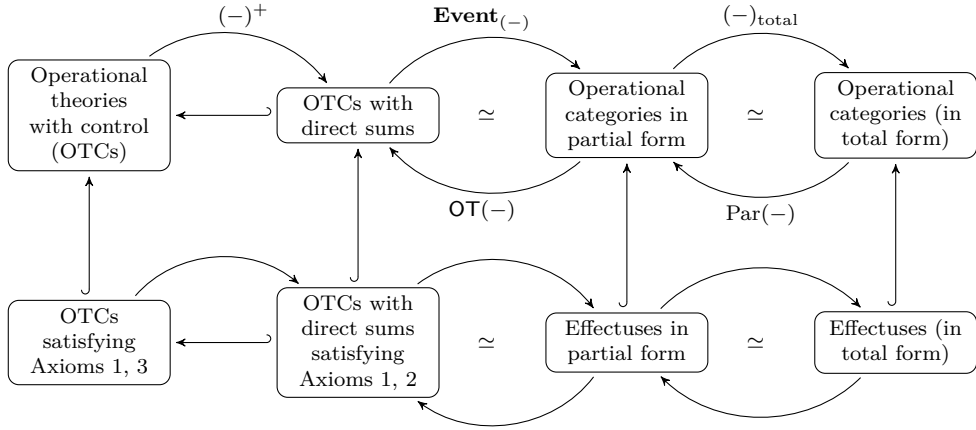 (−)⁺
Event₍₋₎
(−)total
Operational
theories
with control
(OTCs)
OTCs with
direct sums
≃
Operational
categories in
partial form
≃
Operational
categories (in
total form)
OT(−)
Par(−)
OTCs
satisfying
Axioms 1, 3
OTCs with
direct sums
satisfying
Axioms 1, 2
≃
Effectuses in
partial form
≃
Effectuses (in
total form)